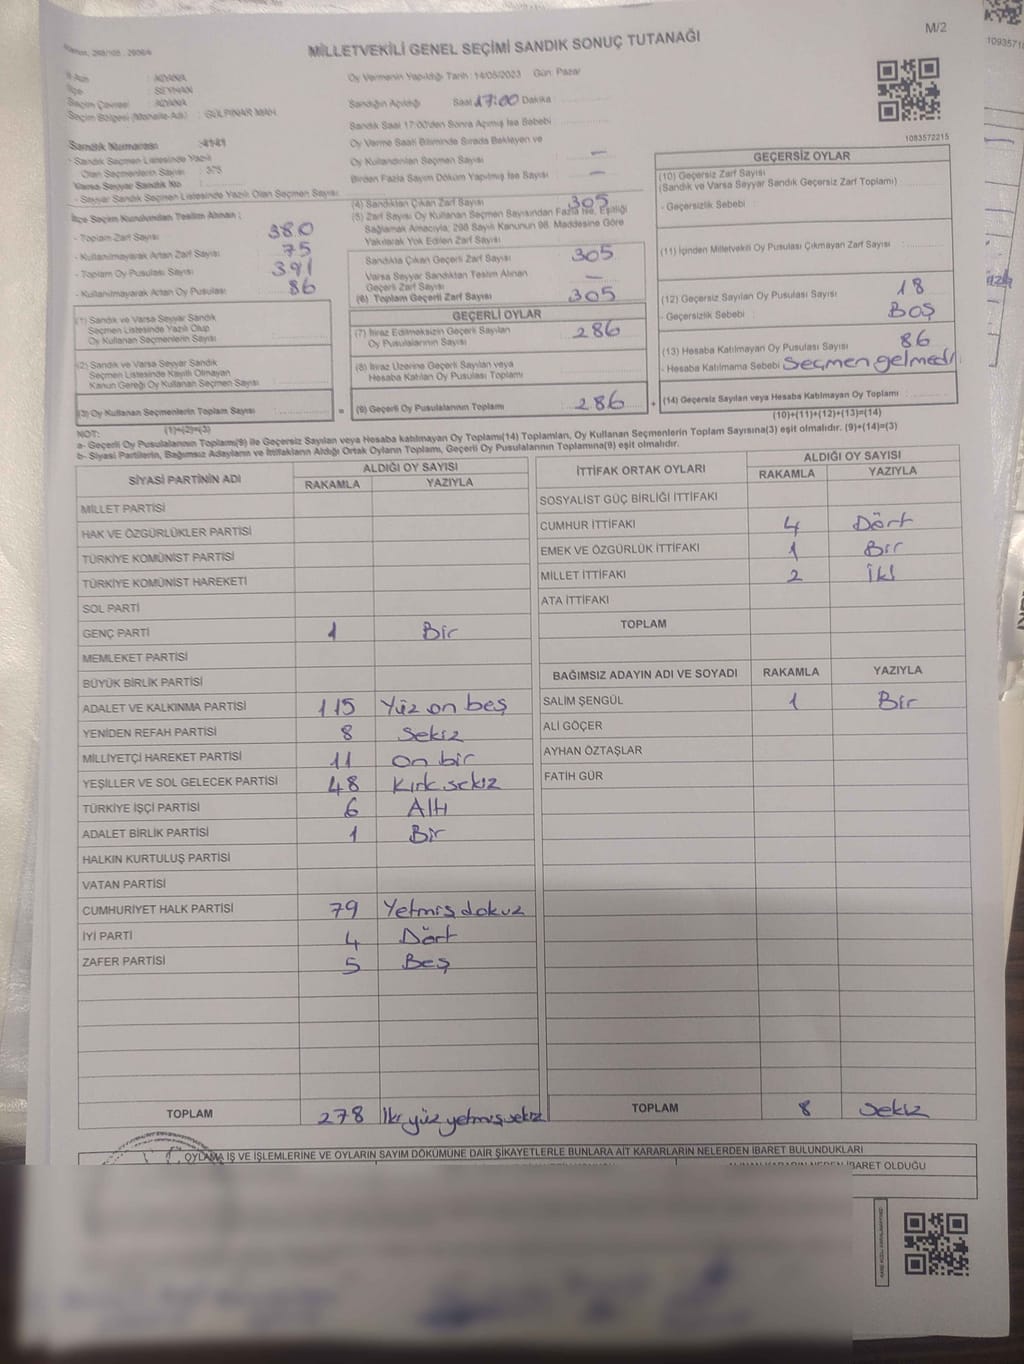 M/2
MİLLETVEKİLİ GENEL SEÇİMİ SANDIK SONUÇ TUTANAĞI
1093571
İli Adı : ADANA
İlçe : SEYHAN
Seçim Çevresi : ADANA
Seçim Bölgesi (Mahalle Adı) : GÜLPINAR MAH
Oy Vermenin Yapıldığı Tarih : 14/05/2023 Gün: Pazar
Sandığın Açıldığı Saat 17:00 Dakika
Sandık Saat 17:00'den Sonra Açmış İse Sebebi
1083572215
Sandık Numarası :4141
- Sandık Seçmen Listesinde Yazılı
Olan Seçmenlerin Sayısı : 375
Varsa Seyyar Sandık No
- Seyyar Sandık Seçmen Listesinde Yazılı Olan Seçmen Sayısı
Oy Verme Saati Bitiminde Sırada Bekleyen ve
Oy Kullandırılan Seçmen Sayısı —
Birden Fazla Sayım Döküm Yapılmış İse Sayısı —
İlçe Seçim Kurulundan Teslim Alınan ;
- Toplam Zarf Sayısı 380
- Kullanılmayarak Artan Zarf Sayısı 75
- Toplam Oy Pusulası Sayısı 391
- Kullanılmayarak Artan Oy Pusulası 86
(4) Sandıktan Çıkan Zarf Sayısı 305
(5) Zarf Sayısı Oy Kullanan Seçmen Sayısından Fazla İse, Eşitliği
Sağlamak Amacıyla; 298 Sayılı Kanunun 98. Maddesine Göre
Yakılarak Yok Edilen Zarf Sayısı
Sandıkta Çıkan Geçerli Zarf Sayısı 305
Varsa Seyyar Sandıktan Teslim Alınan
Geçerli Zarf Sayısı —
(6) Toplam Geçerli Zarf Sayısı 305
GEÇERSİZ OYLAR
(10) Geçersiz Zarf Sayısı
(Sandık ve Varsa Seyyar Sandık Geçersiz Zarf Toplamı)
- Geçersizlik Sebebi :
(11) İçinden Milletvekili Oy Pusulası Çıkmayan Zarf Sayısı
(12) Geçersiz Sayılan Oy Pusulası Sayısı 18
- Geçersizlik Sebebi : BOŞ
(13) Hesaba Katılmayan Oy Pusulası Sayısı 86
- Hesaba Katılmama Sebebi Seçmen gelmedi
(14) Geçersiz Sayılan veya Hesaba Katılmayan Oy Toplamı
(10)+(11)+(12)+(13)=(14)
(1) Sandık ve Varsa Seyyar Sandık
Seçmen Listesinde Yazılı Olup
Oy Kullanan Seçmenlerin Sayısı
(2) Sandık ve Varsa Seyyar Sandık
Seçmen Listesinde Kayıtlı Olmayan
Kanun Gereği Oy Kullanan Seçmen Sayısı
(3) Oy Kullanan Seçmenlerin Toplam Sayısı
(1)+(2)=(3)
GEÇERLİ OYLAR
(7) İtiraz Edilmeksizin Geçerli Sayılan
Oy Pusulalarının Sayısı 286
(8) İtiraz Üzerine Geçerli Sayılan veya
Hesaba Katılan Oy Pusulası Toplamı
= (9) Geçerli Oy Pusulalarının Toplamı 286 +
NOT:
a- Geçerli Oy Pusulalarının Toplamı(9) ile Geçersiz Sayılan veya Hesaba katılmayan Oy Toplamı(14) Toplamları, Oy Kullanan Seçmenlerin Toplam Sayısına(3) eşit olmalıdır. (9)+(14)=(3)
b- Siyasi Partilerin, Bağımsız Adayların ve İttifakların Aldığı Ortak Oyların Toplamı, Geçerli Oy Pusulalarının Toplamına(9) eşit olmalıdır.
SİYASİ PARTİNİN ADI ALDIĞI OY SAYISI
RAKAMLA YAZIYLA
MİLLET PARTİSİ
HAK VE ÖZGÜRLÜKLER PARTİSİ
TÜRKİYE KOMÜNİST PARTİSİ
TÜRKİYE KOMÜNİST HAREKETİ
SOL PARTİ
GENÇ PARTİ 1 Bir
MEMLEKET PARTİSİ
BÜYÜK BİRLİK PARTİSİ
ADALET VE KALKINMA PARTİSİ 115 Yüz on beş
YENİDEN REFAH PARTİSİ 8 Sekiz
MİLLİYETÇİ HAREKET PARTİSİ 11 on bir
YEŞİLLER VE SOL GELECEK PARTİSİ 48 Kırk sekiz
TÜRKİYE İŞÇİ PARTİSİ 6 Altı
ADALET BİRLİK PARTİSİ 1 Bir
HALKIN KURTULUŞ PARTİSİ
VATAN PARTİSİ
CUMHURİYET HALK PARTİSİ 79 Yetmiş dokuz
İYİ PARTİ 4 Dört
ZAFER PARTİSİ 5 Beş
TOPLAM 278 İki yüz yetmiş sekiz
İTTİFAK ORTAK OYLARI ALDIĞI OY SAYISI
RAKAMLA YAZIYLA
SOSYALİST GÜÇ BİRLİĞİ İTTİFAKI
CUMHUR İTTİFAKI 4 Dört
EMEK VE ÖZGÜRLÜK İTTİFAKI 1 Bir
MİLLET İTTİFAKI 2 İki
ATA İTTİFAKI
TOPLAM
BAĞIMSIZ ADAYIN ADI VE SOYADI RAKAMLA YAZIYLA
SALİM ŞENGÜL 1 Bir
ALİ GÖÇER
AYHAN ÖZTAŞLAR
FATİH GÜR
TOPLAM 8 sekiz
OYLAMA İŞ VE İŞLEMLERİNE VE OYLARIN SAYIM DÖKÜMÜNE DAİR ŞİKAYETLERLE BUNLARA AİT KARARLARIN NELERDEN İBARET BULUNDUKLARI
İBARET OLDUĞU